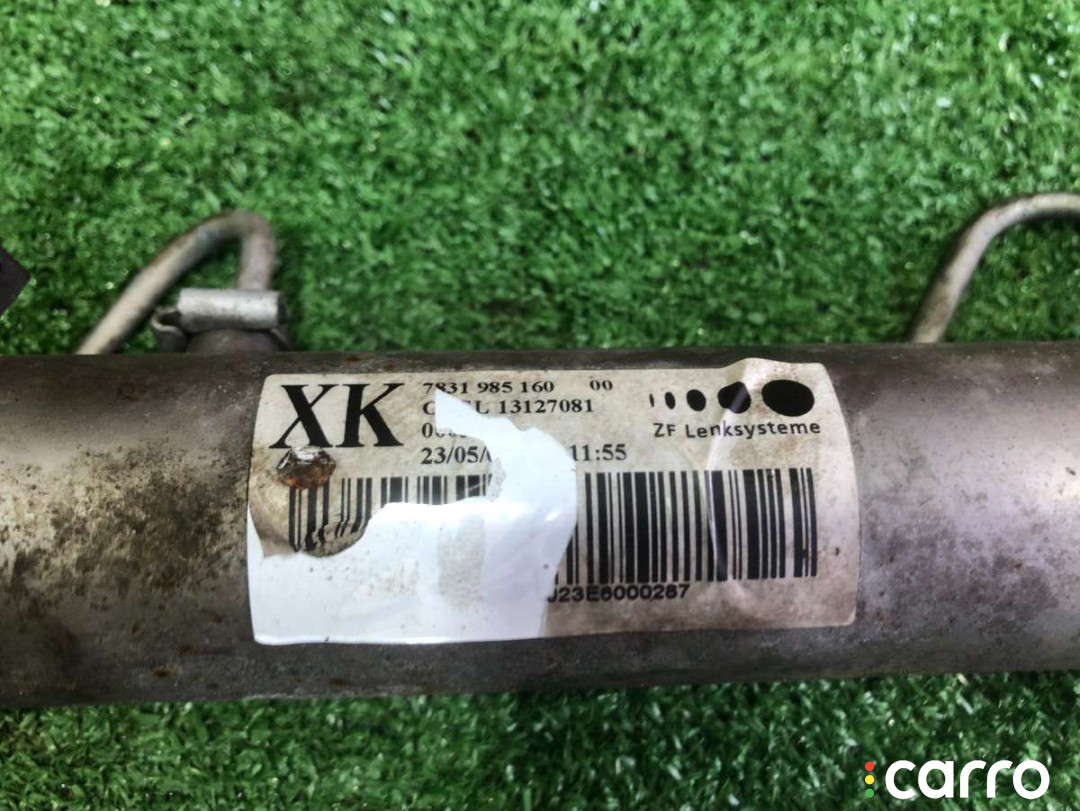 XK
7831 985 160 00
13127081
23/05/ 11:55
ZF Lenksysteme
J23E6000287
carro